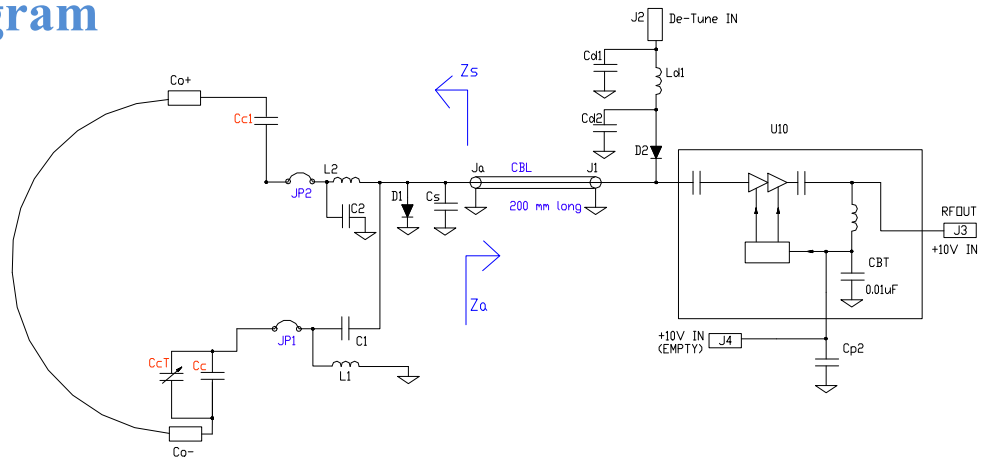 gram
J2 De-Tune IN
Cd1
Ld1
Zs
Co+
Cc1
Cd2
U10
D2
L2
Ja
CBL
J1
JP2
D1
Cs
200 mm long
C2
RFOUT
J3
+10V IN
CBT
0.01uF
Za
JP1
C1
+10V IN
(EMPTY)
J4
Cp2
CcT
Cc
L1
Co-